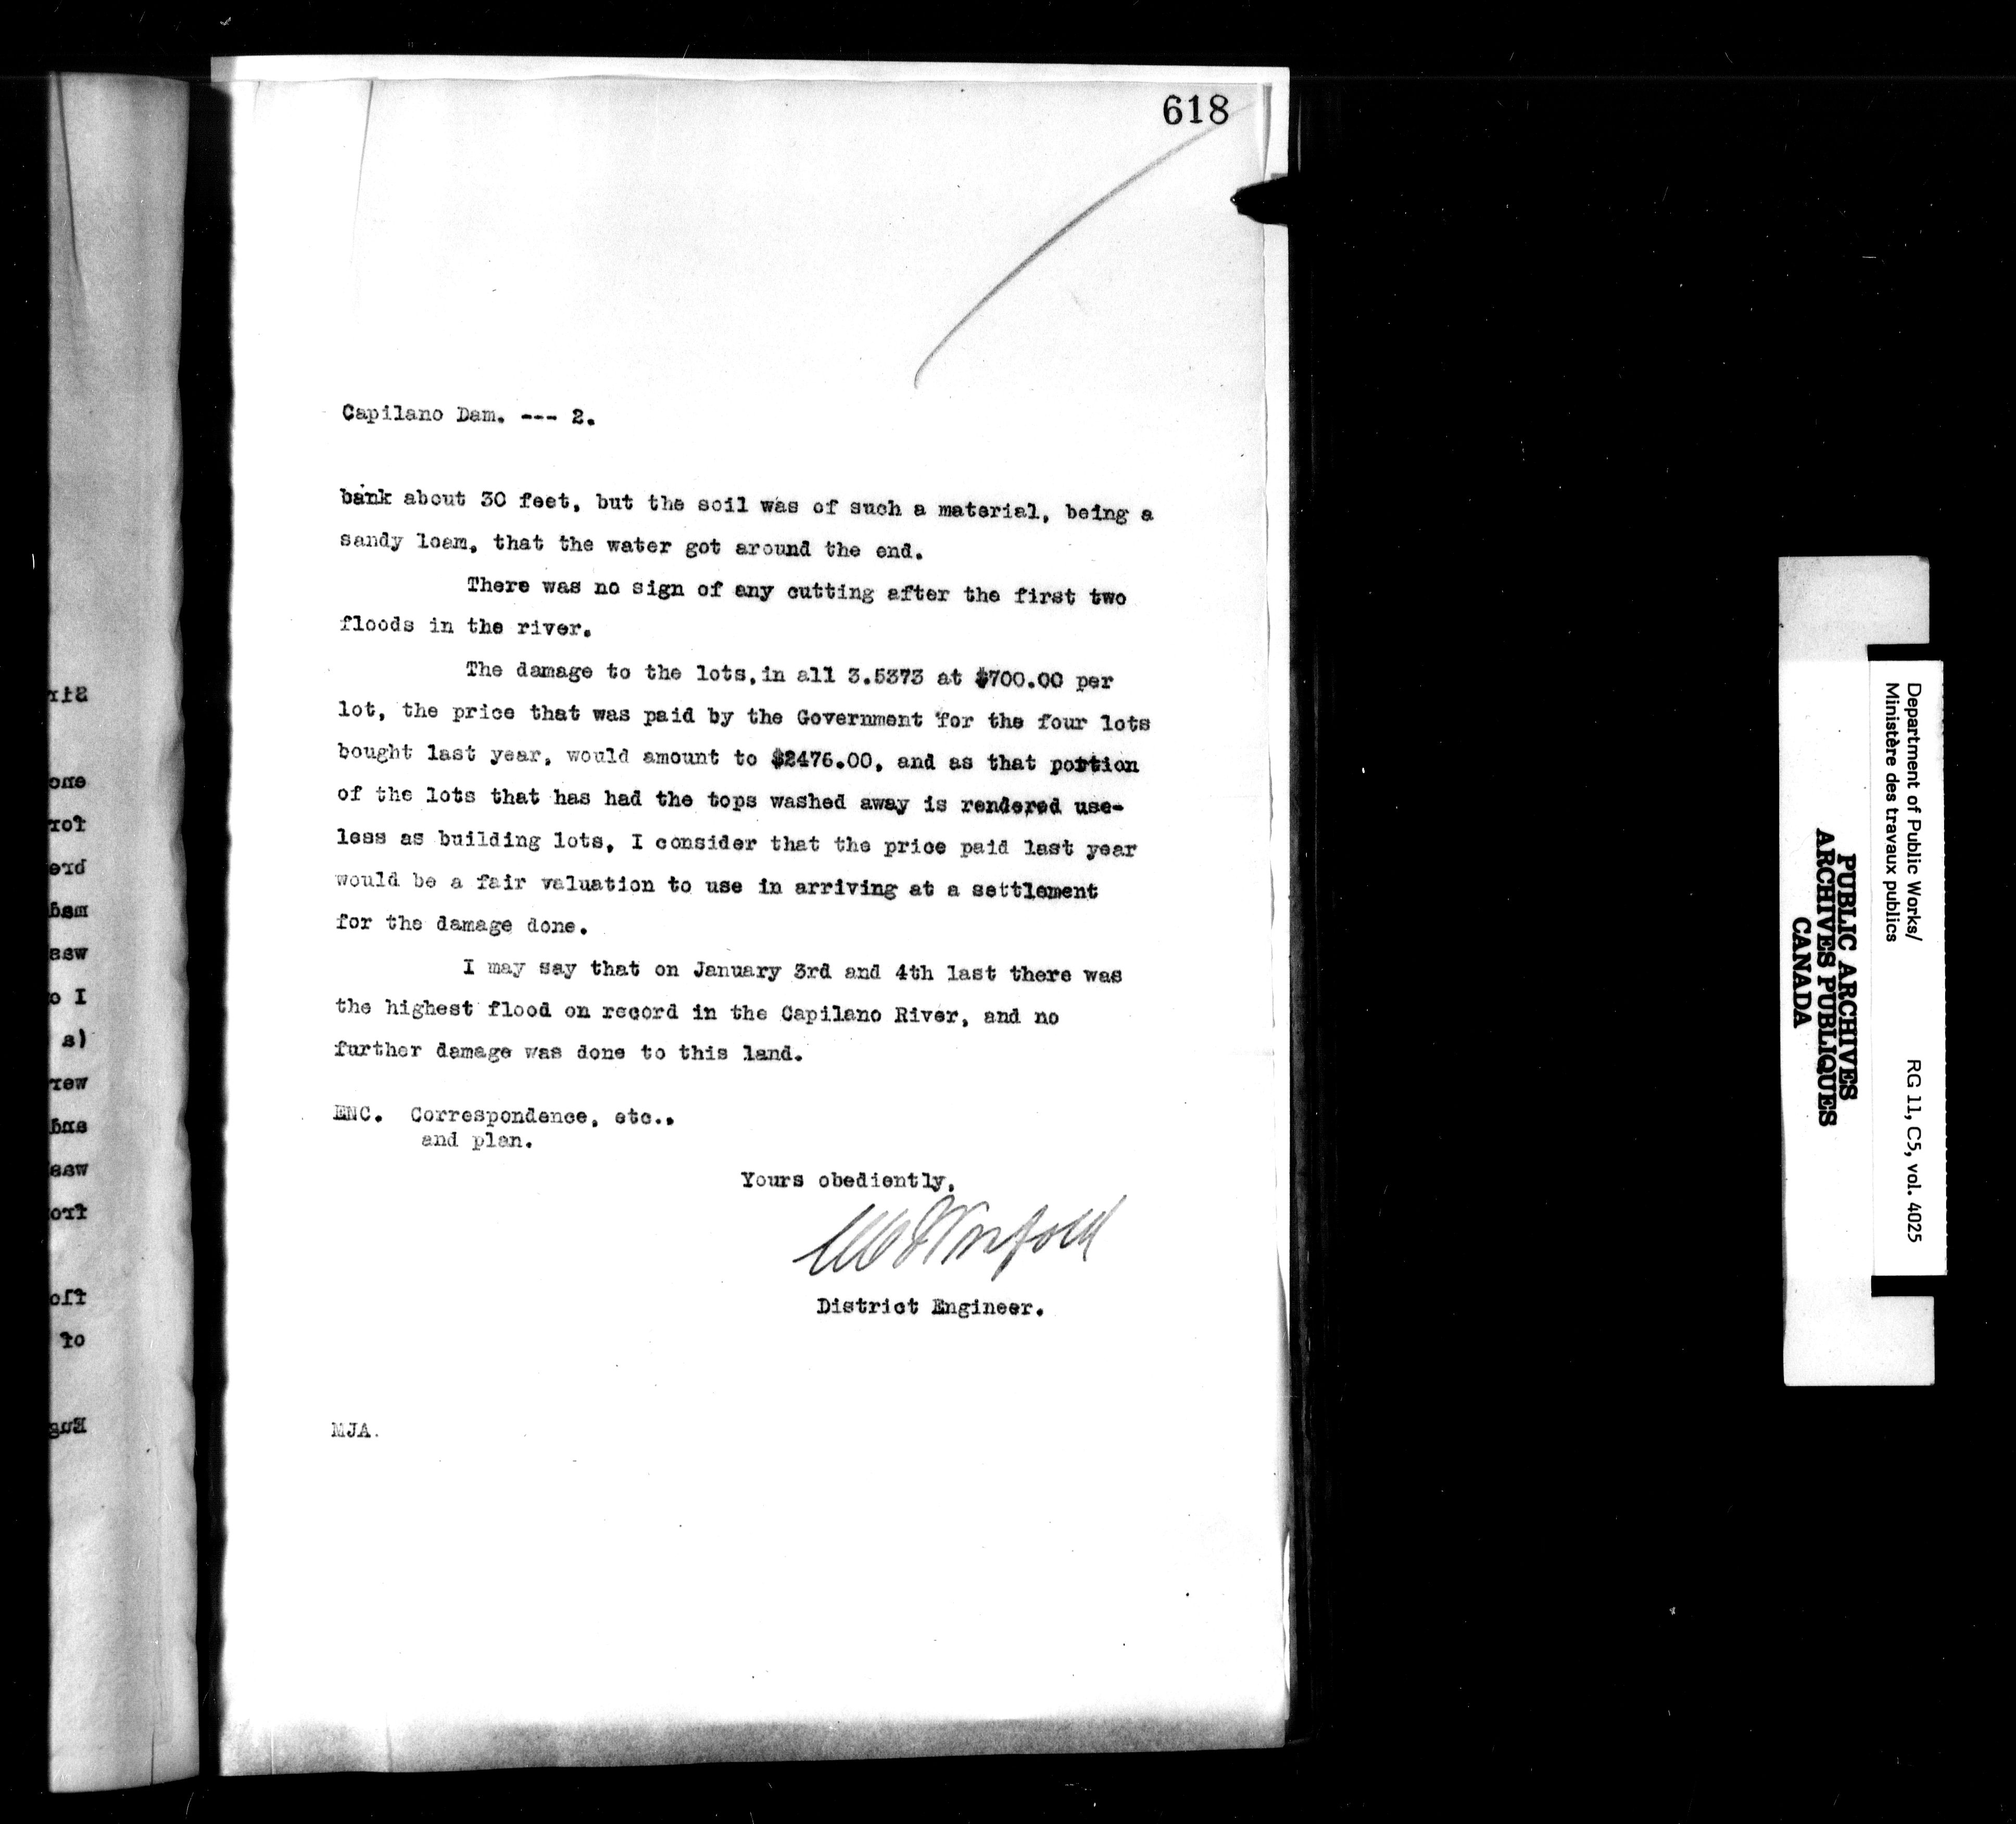 618
Capilano Dam. --- 2.
bank about 30 feet, but the soil was of such a material, being a
sandy loam, that the water got around the end.
There was no sign of any cutting after the first two
floods in the river.
The damage to the lots, in all 3.5373 at $700.00 per
lot, the price that was paid by the Government for the four lots
bought last year, would amount to $2476.00, and as that portion
of the lots that has had the tops washed away is rendered use-
less as building lots, I consider that the price paid last year
would be a fair valuation to use in arriving at a settlement
for the damage done.
I may say that on January 3rd and 4th last there was
the highest flood on record in the Capilano River, and no
further damage was done to this land.
ENC. Correspondence, etc.,
and plan.
Yours obediently,
District Engineer.
MJA.
Department of Public Works/
Ministère des travaux publics
RG 11, C5, vol. 4025
PUBLIC ARCHIVES
ARCHIVES PUBLIQUES
CANADA